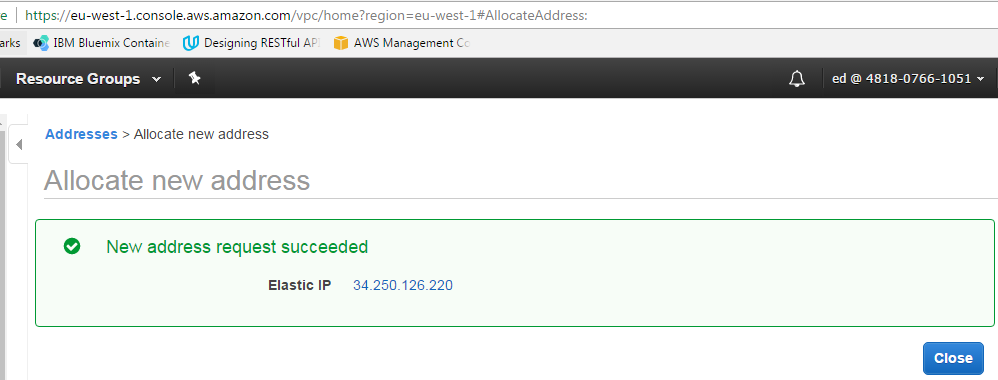 https://eu-west-1.console.aws.amazon.com/vpc/home?region=eu-west-1#AllocateAddress:
IBM Bluemix Containe Designing RESTful AP AWS Management Co
Resource Groups ed @ 4818-0766-1051
Addresses > Allocate new address
Allocate new address
New address request succeeded
Elastic IP 34.250.126.220
Close